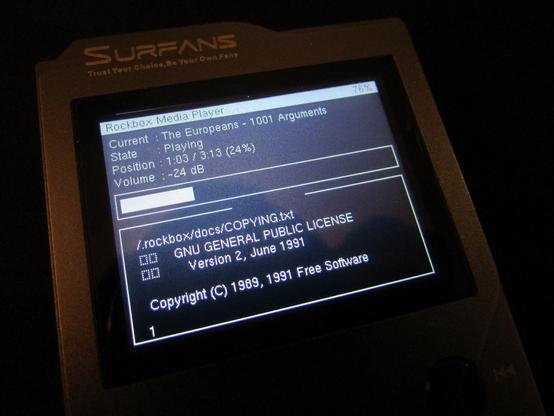 SURFANS
Trust Your Choice,Be Your Own Fans
Rockbox Media Player 76%
Current : The Europeans - 1001 Arguments
State : Playing
Position : 1:03 / 3:13 (24%)
Volume : -24 dB
/.rockbox/docs/COPYING.txt
GNU GENERAL PUBLIC LICENSE
Version 2, June 1991
Copyright (C) 1989, 1991 Free Software
1